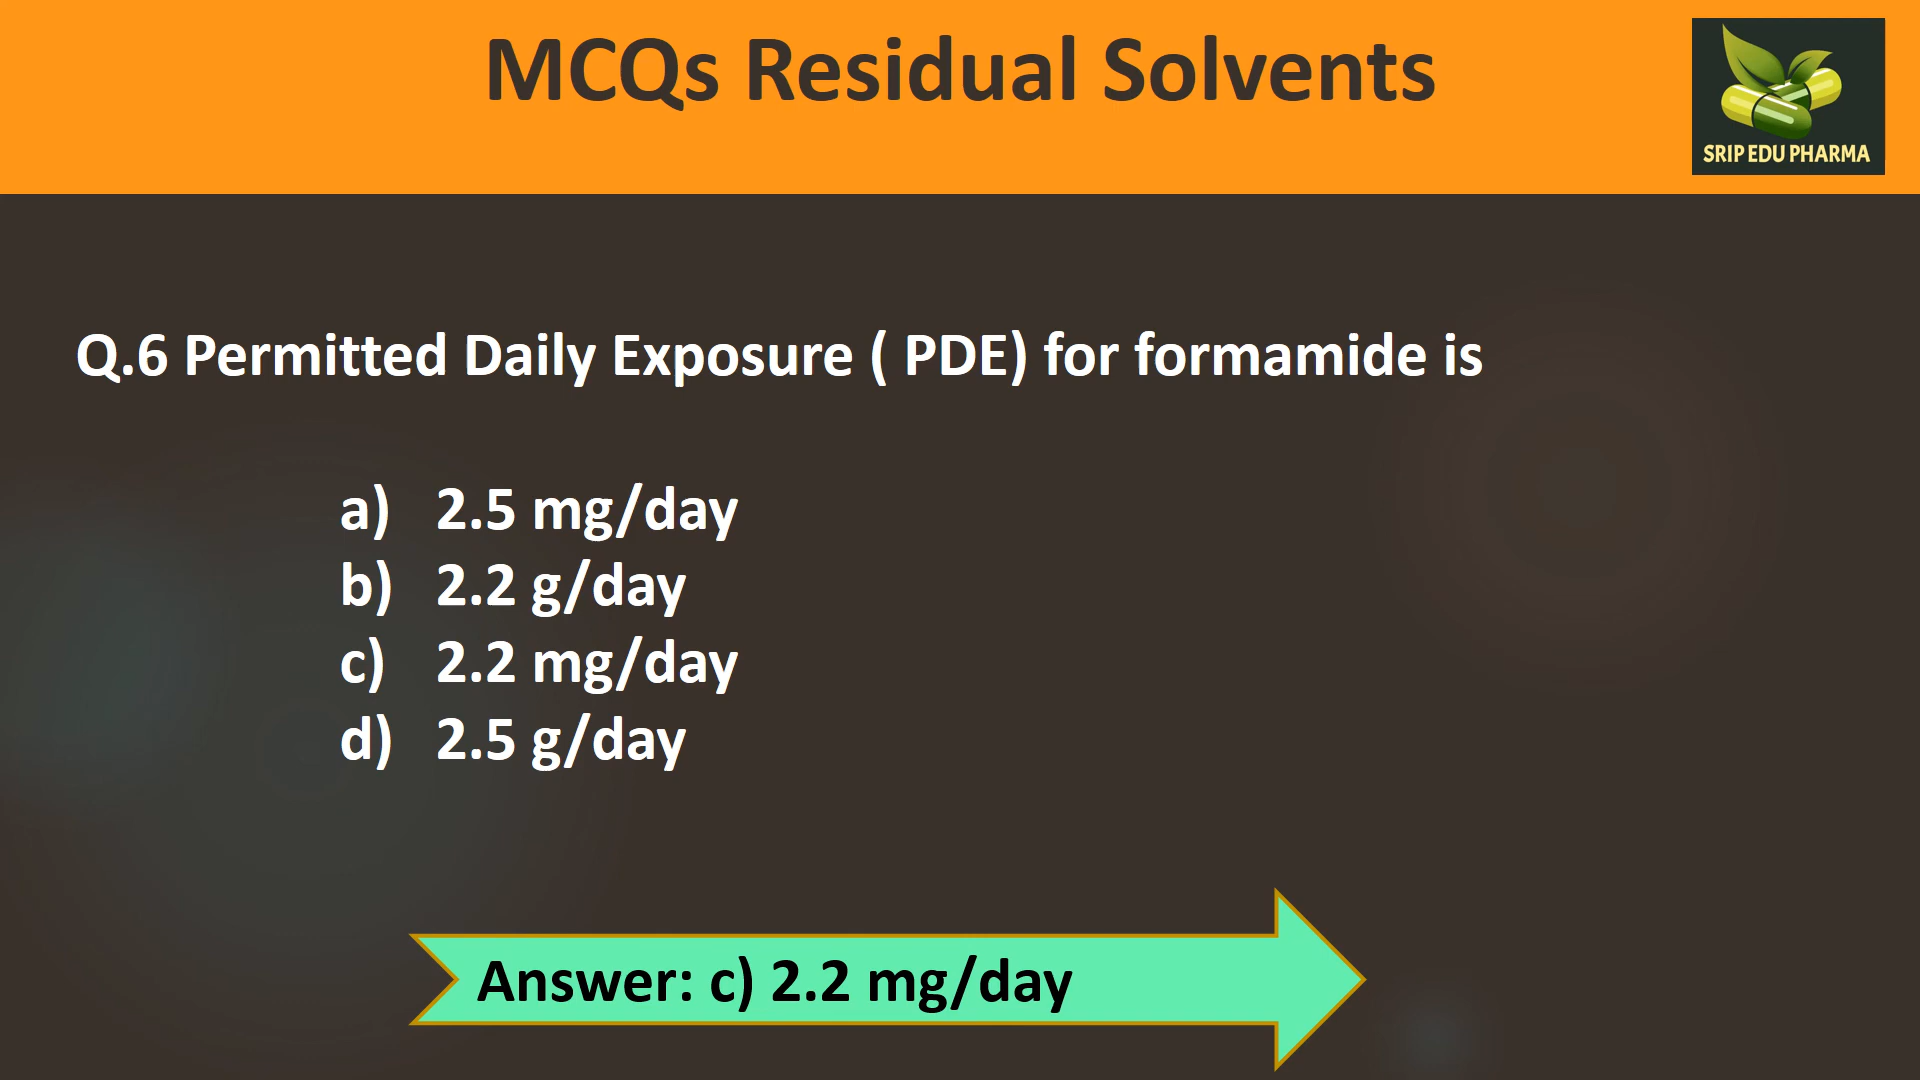 MCQs Residual Solvents
SRIP EDU PHARMA
Q.6 Permitted Daily Exposure ( PDE) for formamide is
a) 2.5 mg/day
b) 2.2 g/day
c) 2.2 mg/day
d) 2.5 g/day
Answer: c) 2.2 mg/day